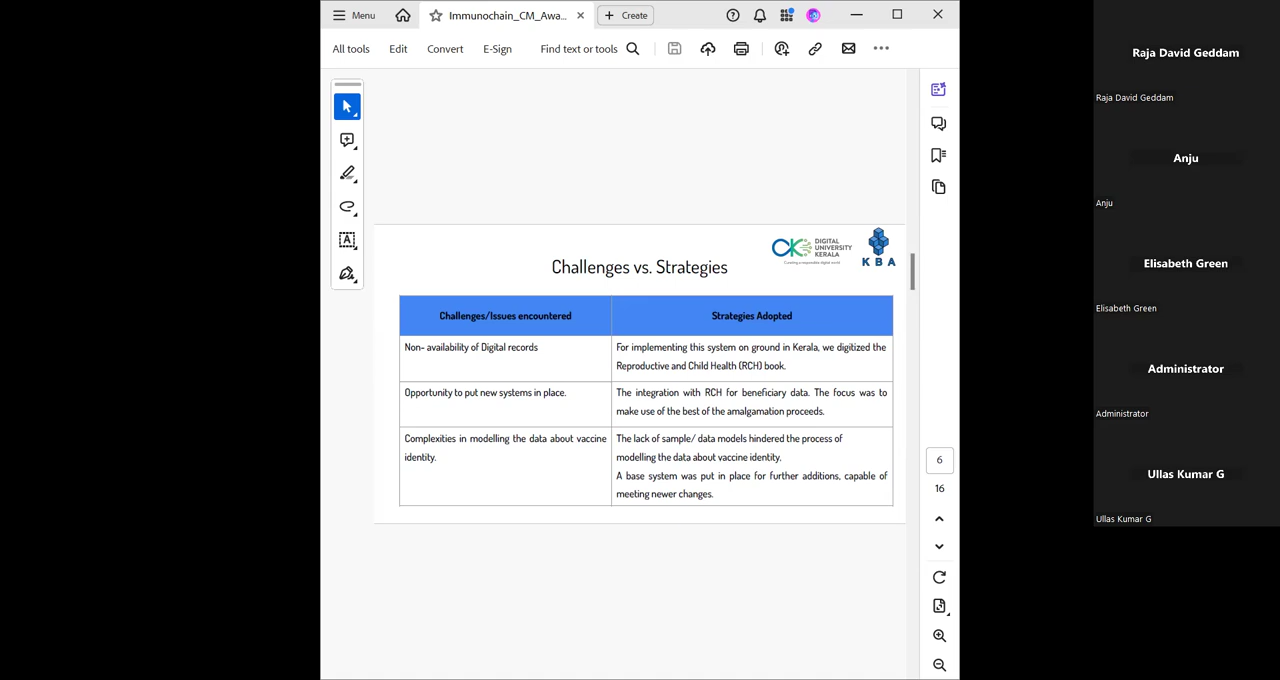 Menu
Immunochain_CM_Awa...
Create
All tools
Edit
Convert
E-Sign
Find text or tools
DIGITAL
UNIVERSITY
KERALA
KBA
Challenges vs. Strategies
Challenges/Issues encountered
Strategies Adopted
Non- availability of Digital records
For implementing this system on ground in Kerala, we digitized the
Reproductive and Child Health (RCH) book.
Opportunity to put new systems in place.
The integration with RCH for beneficiary data. The focus was to
make use of the best of the amalgamation proceeds.
Complexities in modelling the data about vaccine
identity.
The lack of sample/ data models hindered the process of
modelling the data about vaccine identity.
A base system was put in place for further additions, capable of
meeting newer changes.
6
16
Raja David Geddam
Raja David Geddam
Anju
Anju
Elisabeth Green
Elisabeth Green
Administrator
Administrator
Ullas Kumar G
Ullas Kumar G